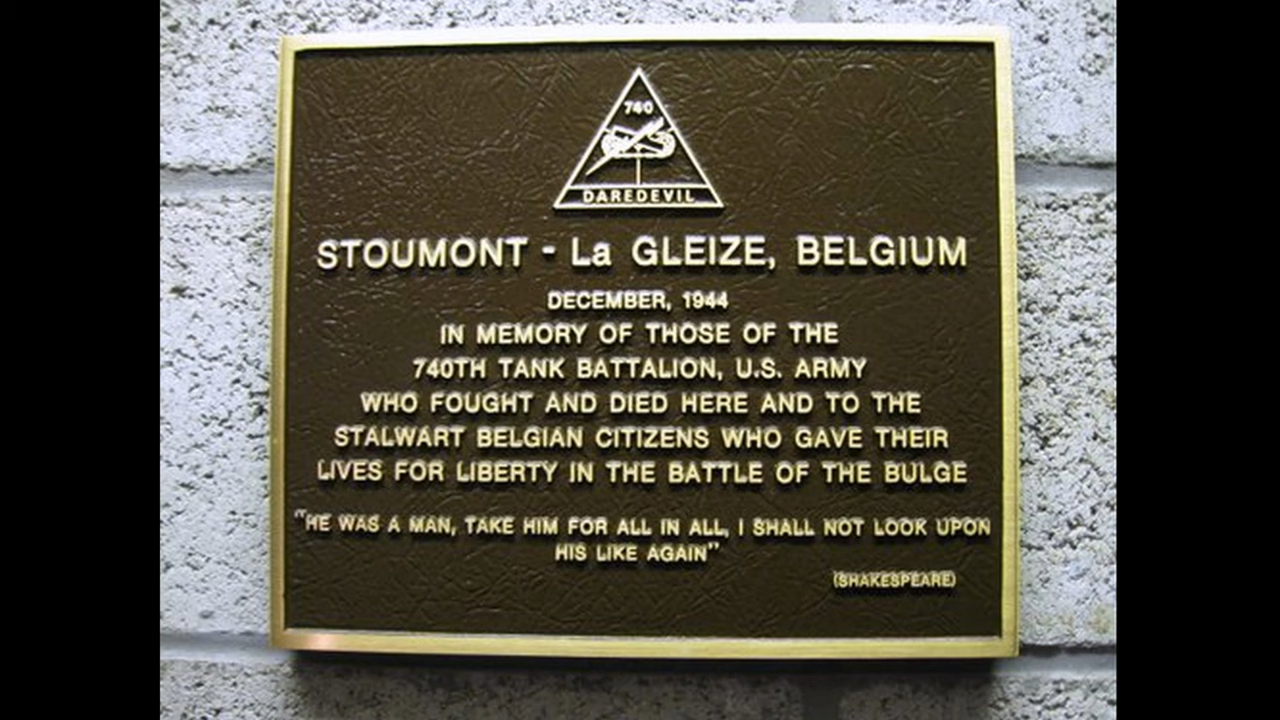 740
DAREDEVIL
STOUMONT - La GLEIZE, BELGIUM
DECEMBER, 1944
IN MEMORY OF THOSE OF THE
740TH TANK BATTALION, U.S. ARMY
WHO FOUGHT AND DIED HERE AND TO THE
STALWART BELGIAN CITIZENS WHO GAVE THEIR
LIVES FOR LIBERTY IN THE BATTLE OF THE BULGE
"HE WAS A MAN, TAKE HIM FOR ALL IN ALL, I SHALL NOT LOOK UPON
HIS LIKE AGAIN"
(SHAKESPEARE)